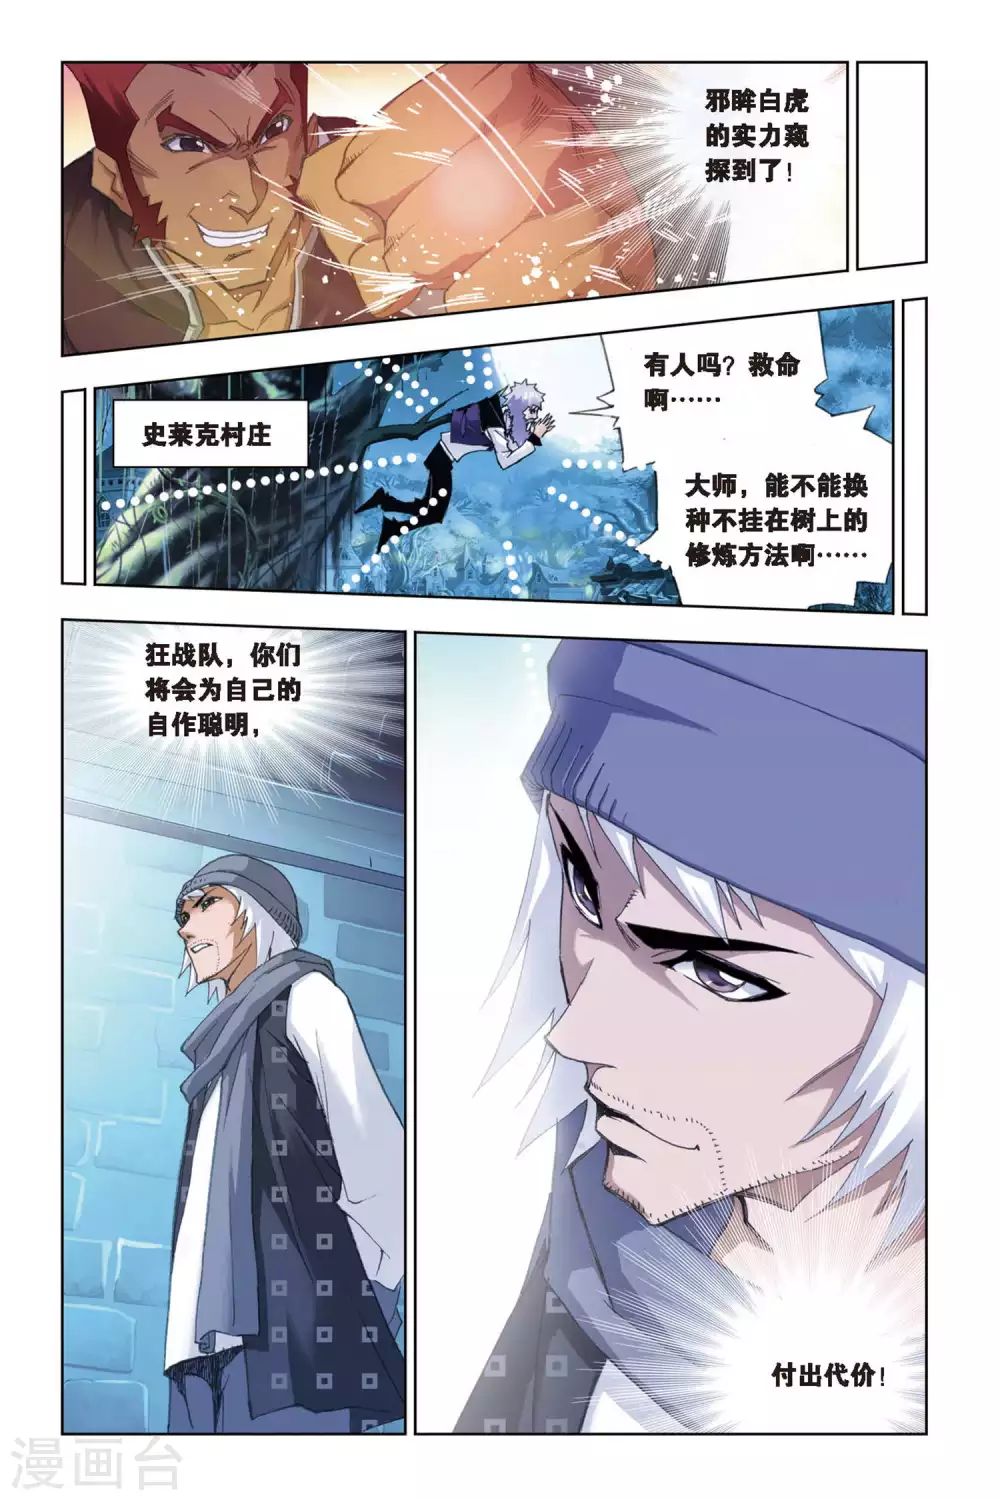 邪眸白虎
的实力窥
探到了！
史莱克村庄
有人吗？救命
啊……
大师，能不能换
种不挂在树上的
修炼方法啊……
狂战队，你们
将会为自己的
自作聪明，
付出代价！
漫画台